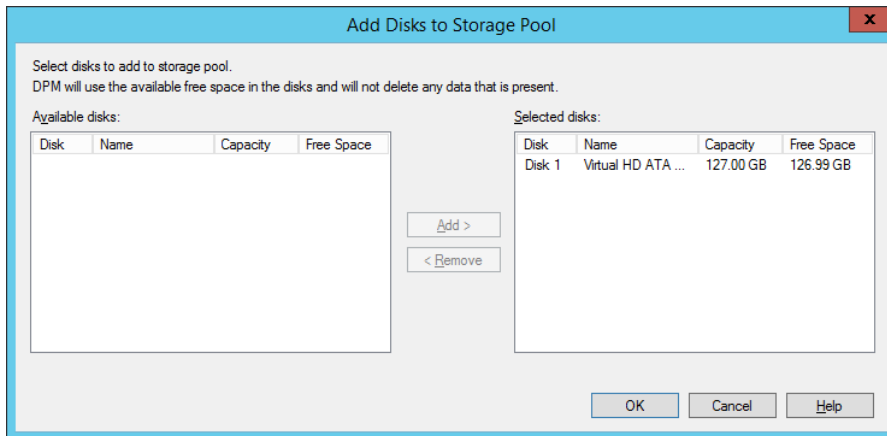 Add Disks to Storage Pool
x
Select disks to add to storage pool.
DPM will use the available free space in the disks and will not delete any data that is present.
Available disks:
Disk Name Capacity Free Space
Selected disks:
Disk Name Capacity Free Space
Disk 1 Virtual HD ATA ... 127.00 GB 126.99 GB
Add >
< Remove
OK Cancel Help